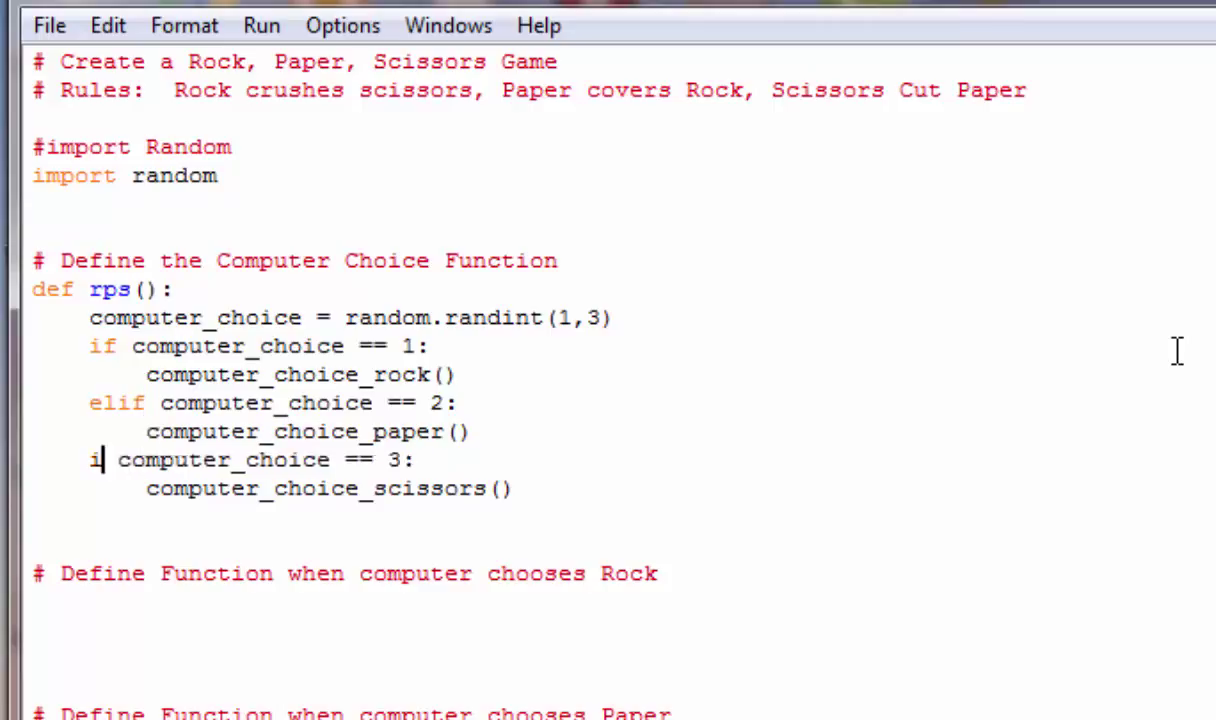 File Edit Format Run Options Windows Help
# Create a Rock, Paper, Scissors Game
# Rules:  Rock crushes scissors, Paper covers Rock, Scissors Cut Paper
#import Random
import random
# Define the Computer Choice Function
def rps():
    computer_choice = random.randint(1,3)
    if computer_choice == 1:
        computer_choice_rock()
    elif computer_choice == 2:
        computer_choice_paper()
    i computer_choice == 3:
        computer_choice_scissors()
# Define Function when computer chooses Rock
# Define Function when computer chooses Paper